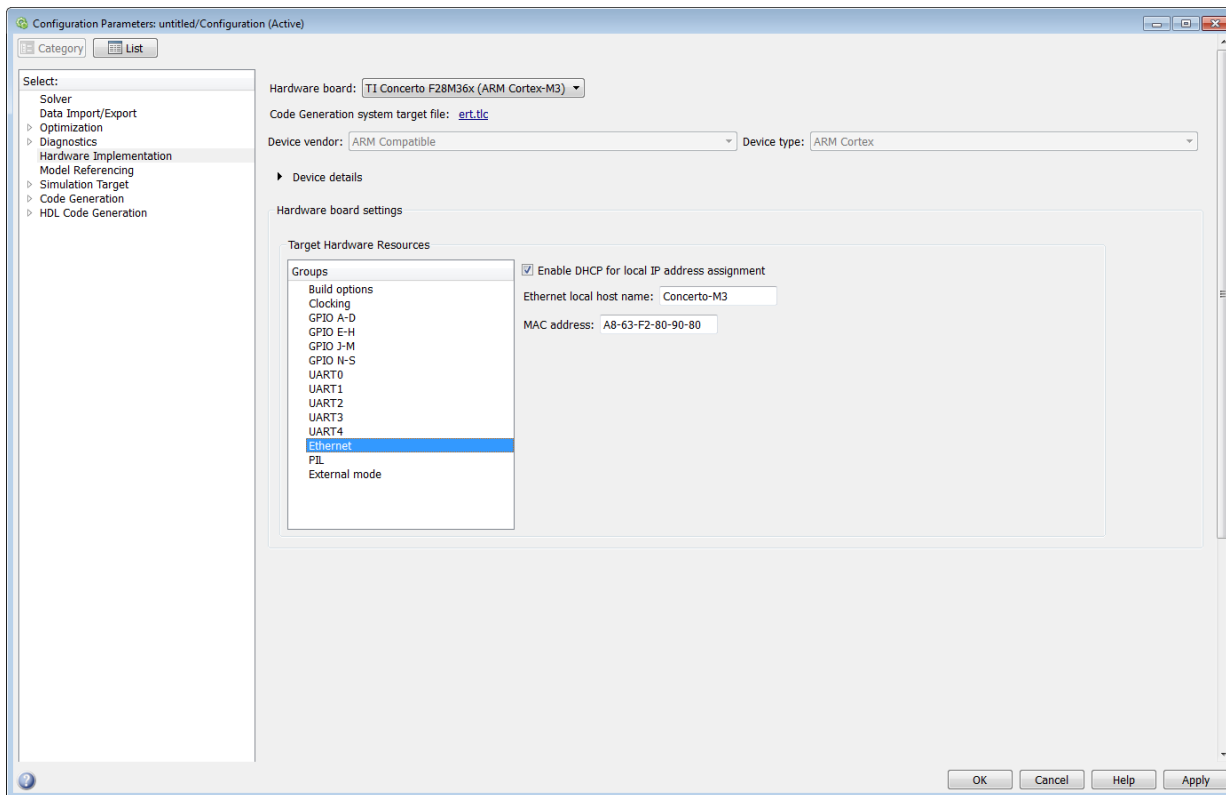 Configuration Parameters: untitled/Configuration (Active)
Category
List
Select:
Solver
Data Import/Export
Optimization
Diagnostics
Hardware Implementation
Model Referencing
Simulation Target
Code Generation
HDL Code Generation
Hardware board: TI Concerto F28M36x (ARM Cortex-M3)
Code Generation system target file: ert.tlc
Device vendor: ARM Compatible Device type: ARM Cortex
Device details
Hardware board settings
Target Hardware Resources
Groups
Build options
Clocking
GPIO A-D
GPIO E-H
GPIO J-M
GPIO N-S
UART0
UART1
UART2
UART3
UART4
Ethernet
PIL
External mode
Enable DHCP for local IP address assignment
Ethernet local host name: Concerto-M3
MAC address: A8-63-F2-80-90-80
OK Cancel Help Apply